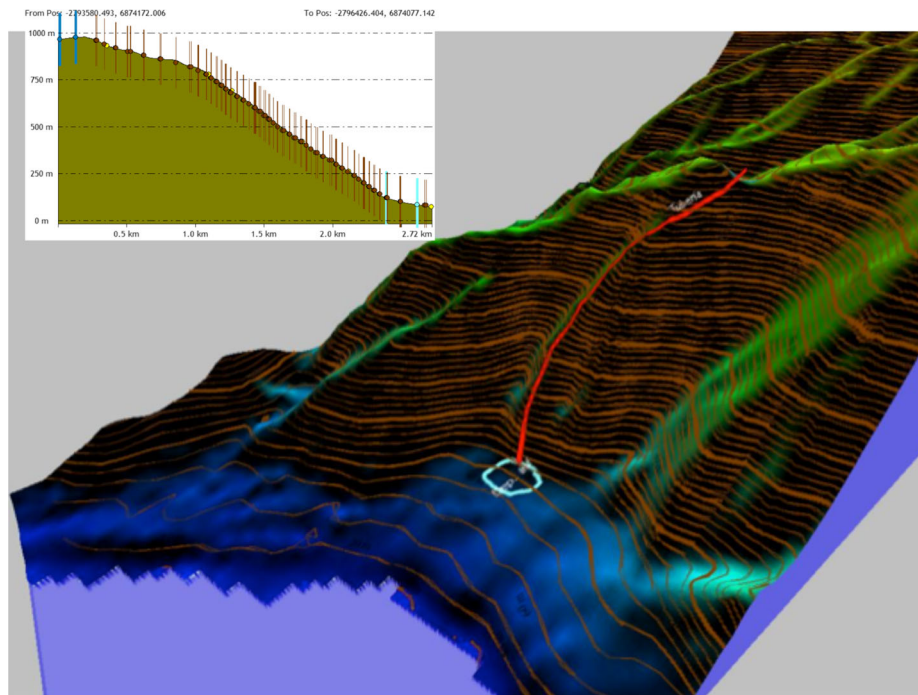 From Pos: -2793580.493, 6874172.006
To Pos: -2796426.404, 6874077.142
1000 m
750 m
500 m
250 m
0 m
0.5 km
1.0 km
1.5 km
2.0 km
2.72 km
Tuberia